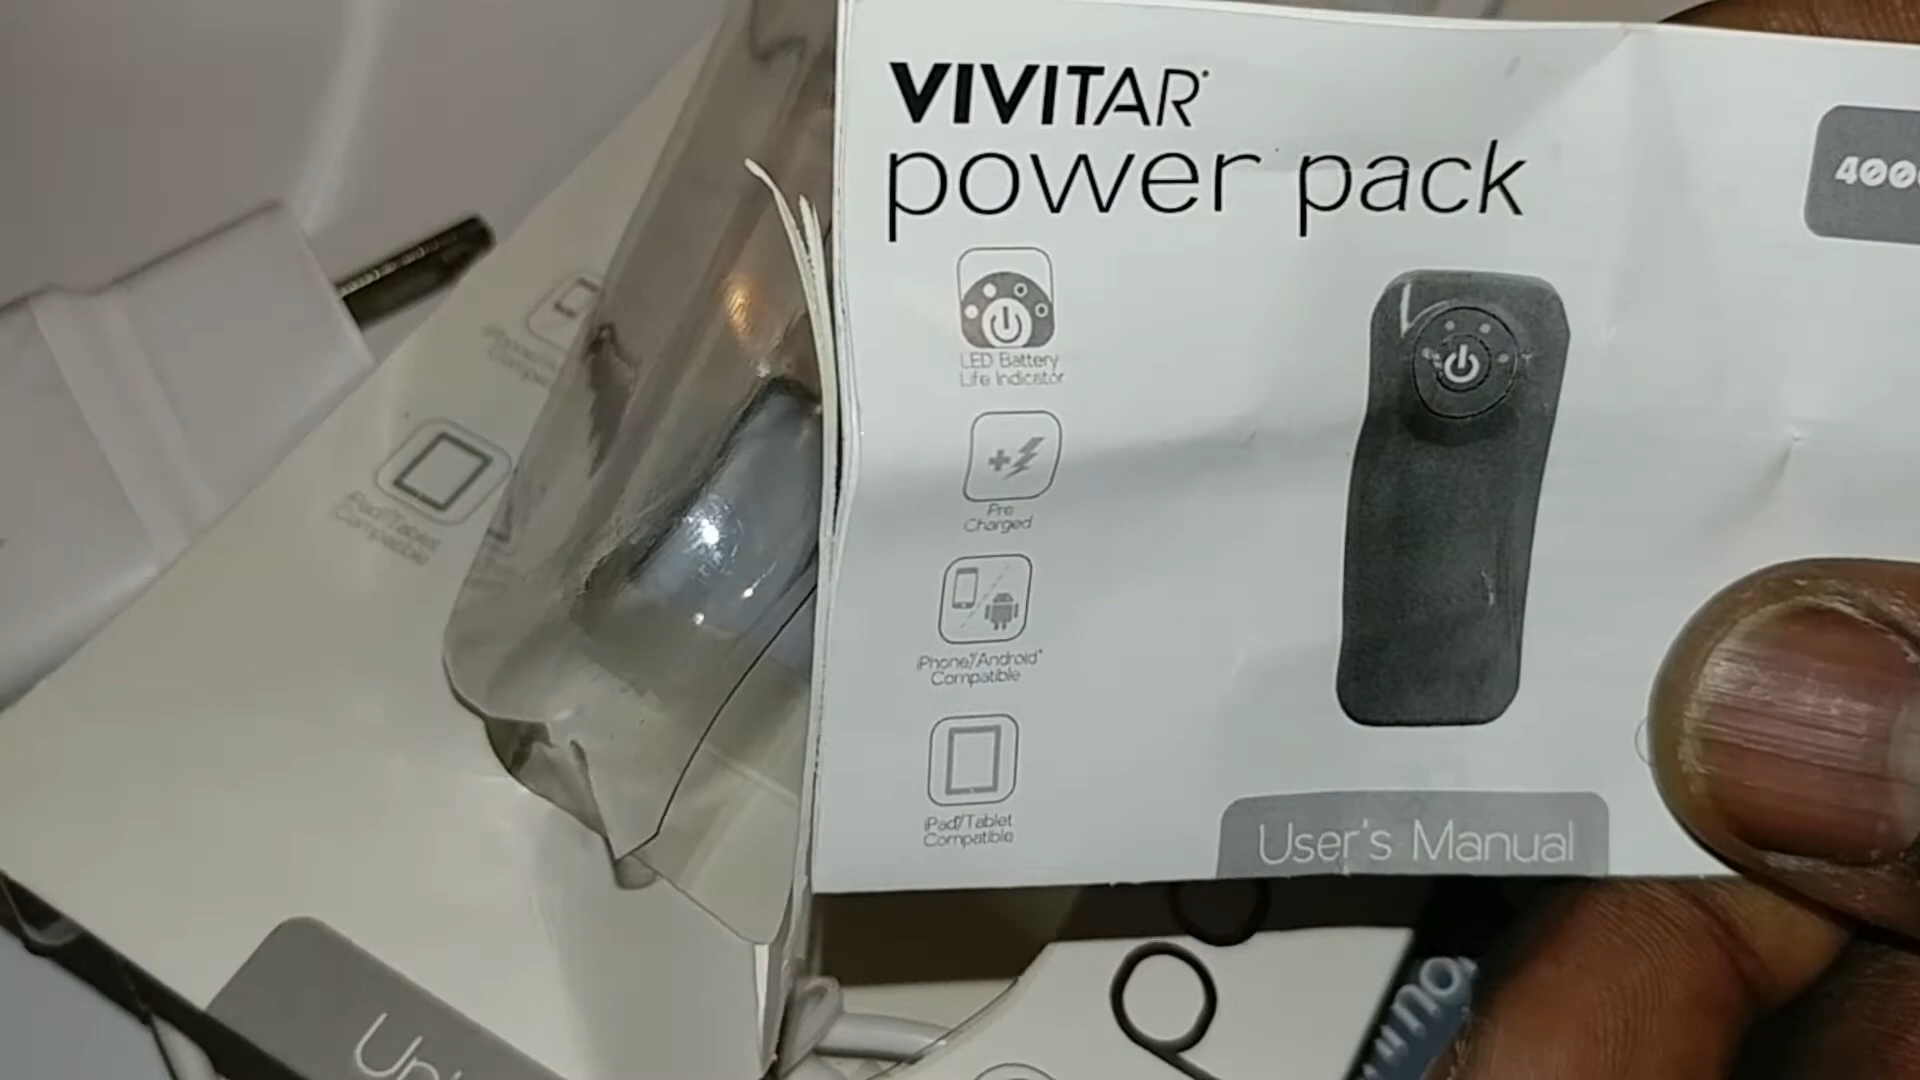 VIVITAR
power pack
LED Battery
Life Indicator
Pre
Charged
iPhone®/Android®
Compatible
iPad®/Tablet
Compatible
User's Manual
iPad®/Tablet
Compatible